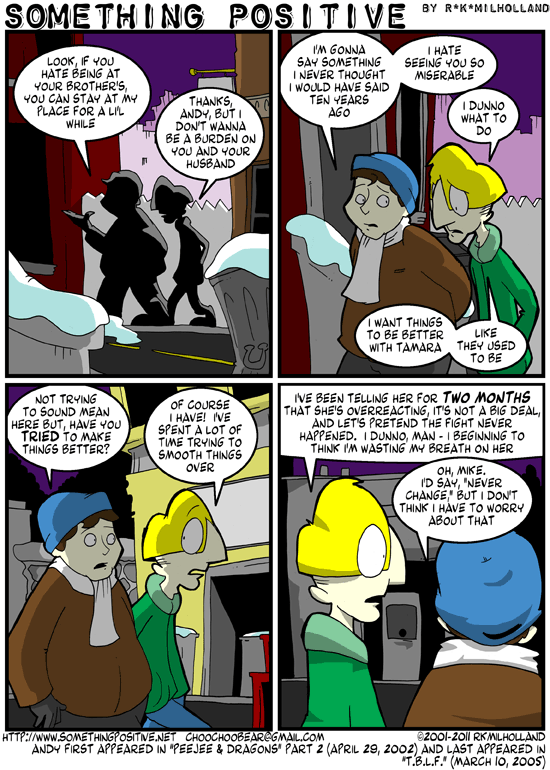 SOMETHING POSITIVE BY R*K*MILHOLLAND
LOOK, IF YOU
HATE BEING AT
YOUR BROTHER'S,
YOU CAN STAY AT MY
PLACE FOR A LI'L
WHILE
THANKS,
ANDY, BUT I
DON'T WANNA
BE A BURDEN ON
YOU AND YOUR
HUSBAND
I'M GONNA
SAY SOMETHING
I NEVER THOUGHT
I WOULD HAVE SAID
TEN YEARS
AGO
I HATE
SEEING YOU SO
MISERABLE
I DUNNO
WHAT TO
DO
I WANT THINGS
TO BE BETTER
WITH TAMARA
LIKE
THEY USED
TO BE
NOT TRYING
TO SOUND MEAN
HERE BUT, HAVE YOU
TRIED TO MAKE
THINGS BETTER?
OF COURSE
I HAVE! I'VE
SPENT A LOT OF
TIME TRYING TO
SMOOTH THINGS
OVER
I'VE BEEN TELLING HER FOR TWO MONTHS
THAT SHE'S OVERREACTING, IT'S NOT A BIG DEAL,
AND LET'S PRETEND THE FIGHT NEVER
HAPPENED. I DUNNO, MAN - I BEGINNING TO
THINK I'M WASTING MY BREATH ON HER
OH, MIKE.
I'D SAY, "NEVER
CHANGE," BUT I DON'T
THINK I HAVE TO WORRY
ABOUT THAT
HTTP://WWW.SOMETHINGPOSITIVE.NET CHOOCHOOBEAR@GMAIL.COM ©2001-2011 RK MILHOLLAND
ANDY FIRST APPEARED IN "PEEJEE & DRAGONS" PART 2 (APRIL 29, 2002) AND LAST APPEARED IN
"T.B.L.F." (MARCH 10, 2005)